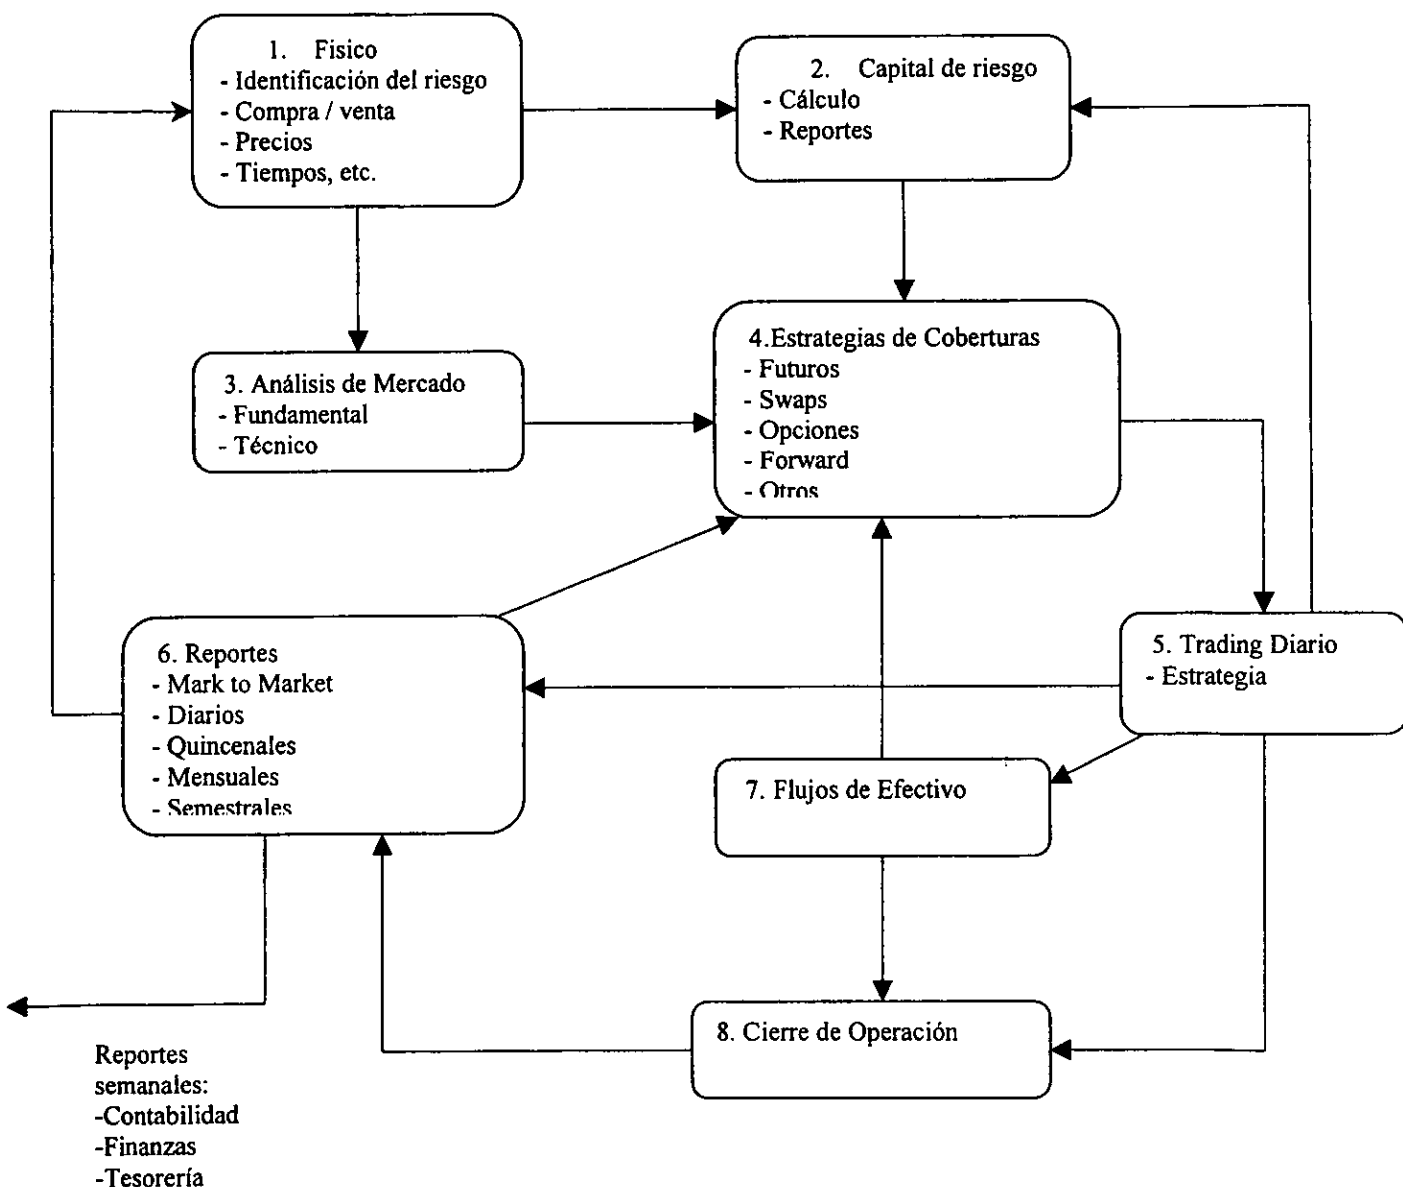 1. Físico
- Identificación del riesgo
- Compra / venta
- Precios
- Tiempos, etc.
2. Capital de riesgo
- Cálculo
- Reportes
3. Análisis de Mercado
- Fundamental
- Técnico
4.Estrategias de Coberturas
- Futuros
- Swaps
- Opciones
- Forward
- Otros
5. Trading Diario
- Estrategia
6. Reportes
- Mark to Market
- Diarios
- Quincenales
- Mensuales
- Semestrales
7. Flujos de Efectivo
8. Cierre de Operación
Reportes
semanales:
-Contabilidad
-Finanzas
-Tesorería